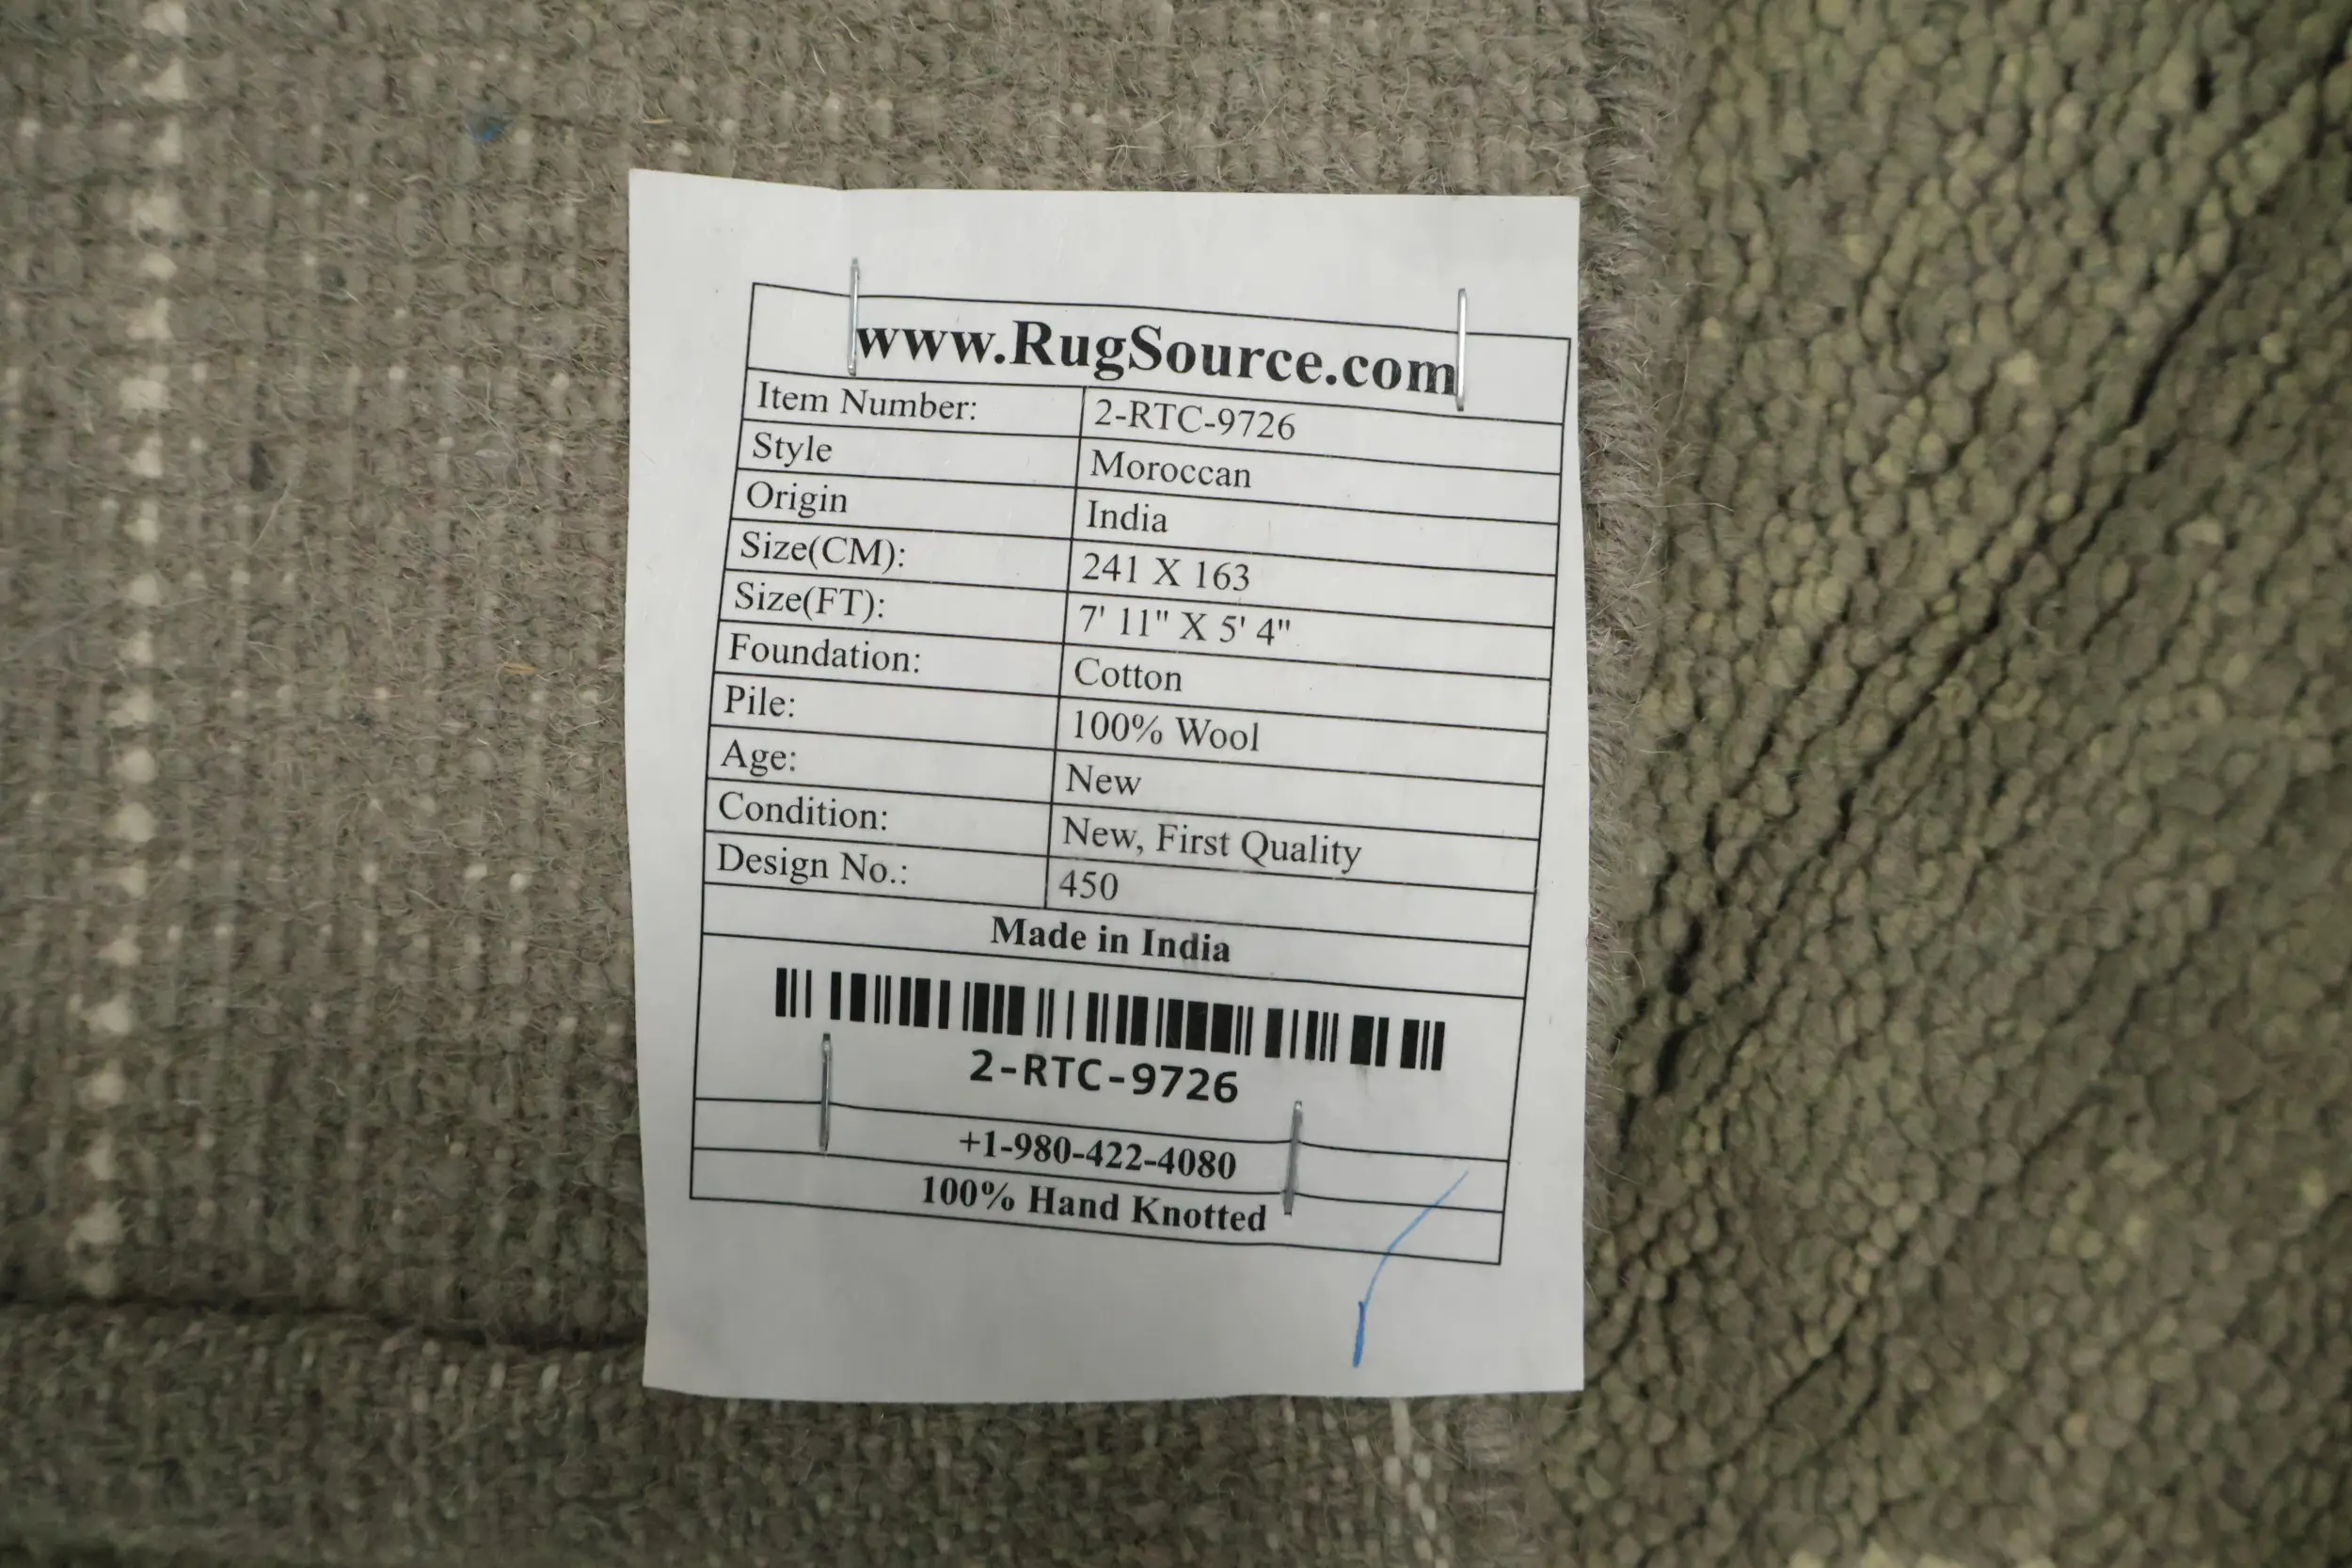 www.RugSource.com
Item Number: 2-RTC-9726
Style Moroccan
Origin India
Size(CM): 241 X 163
Size(FT): 7' 11" X 5' 4"
Foundation: Cotton
Pile: 100% Wool
Age: New
Condition: New, First Quality
Design No.: 450
Made in India
2-RTC-9726
+1-980-422-4080
100% Hand Knotted